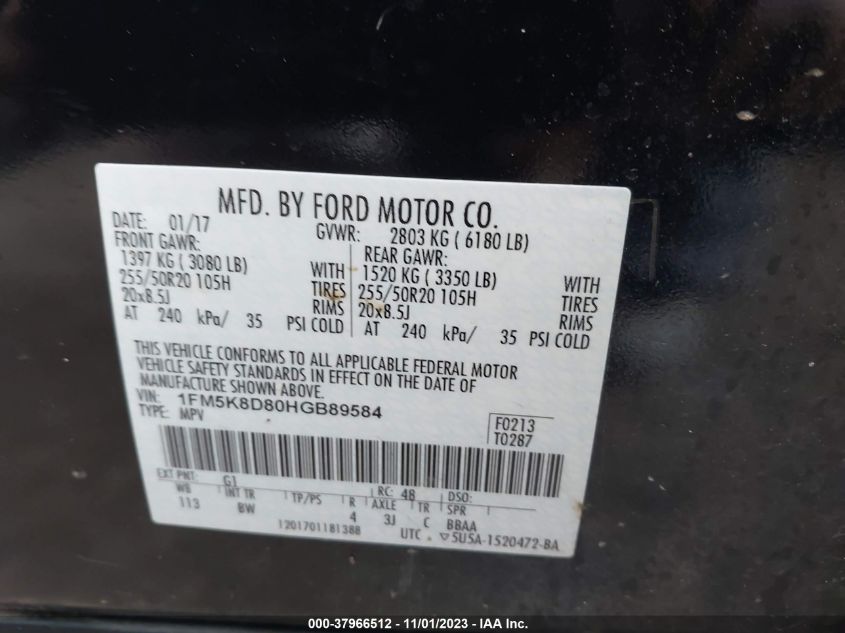 MFD. BY FORD MOTOR CO.
DATE: 01/17 GVWR: 2803 KG ( 6180 LB)
FRONT GAWR: REAR GAWR:
1397 KG ( 3080 LB) WITH 1520 KG ( 3350 LB) WITH
255/50R20 105H TIRES 255/50R20 105H TIRES
20x8.5J RIMS 20x8.5J RIMS
AT 240 kPa/ 35 PSI COLD AT 240 kPa/ 35 PSI COLD
THIS VEHICLE CONFORMS TO ALL APPLICABLE FEDERAL MOTOR
VEHICLE SAFETY STANDARDS IN EFFECT ON THE DATE OF
MANUFACTURE SHOWN ABOVE.
VIN: 1FM5K8D80HGB89584
TYPE: MPV
F0213
T0287
EXT PNT: G1 RC: 48 DSO:
WB INT TR TP/PS R AXLE TR SPR
113 BW 4 3J C BBAA
1201701181388 UTC ▽5U5A-1520472-BA
000-37966512 - 11/01/2023 - IAA Inc.